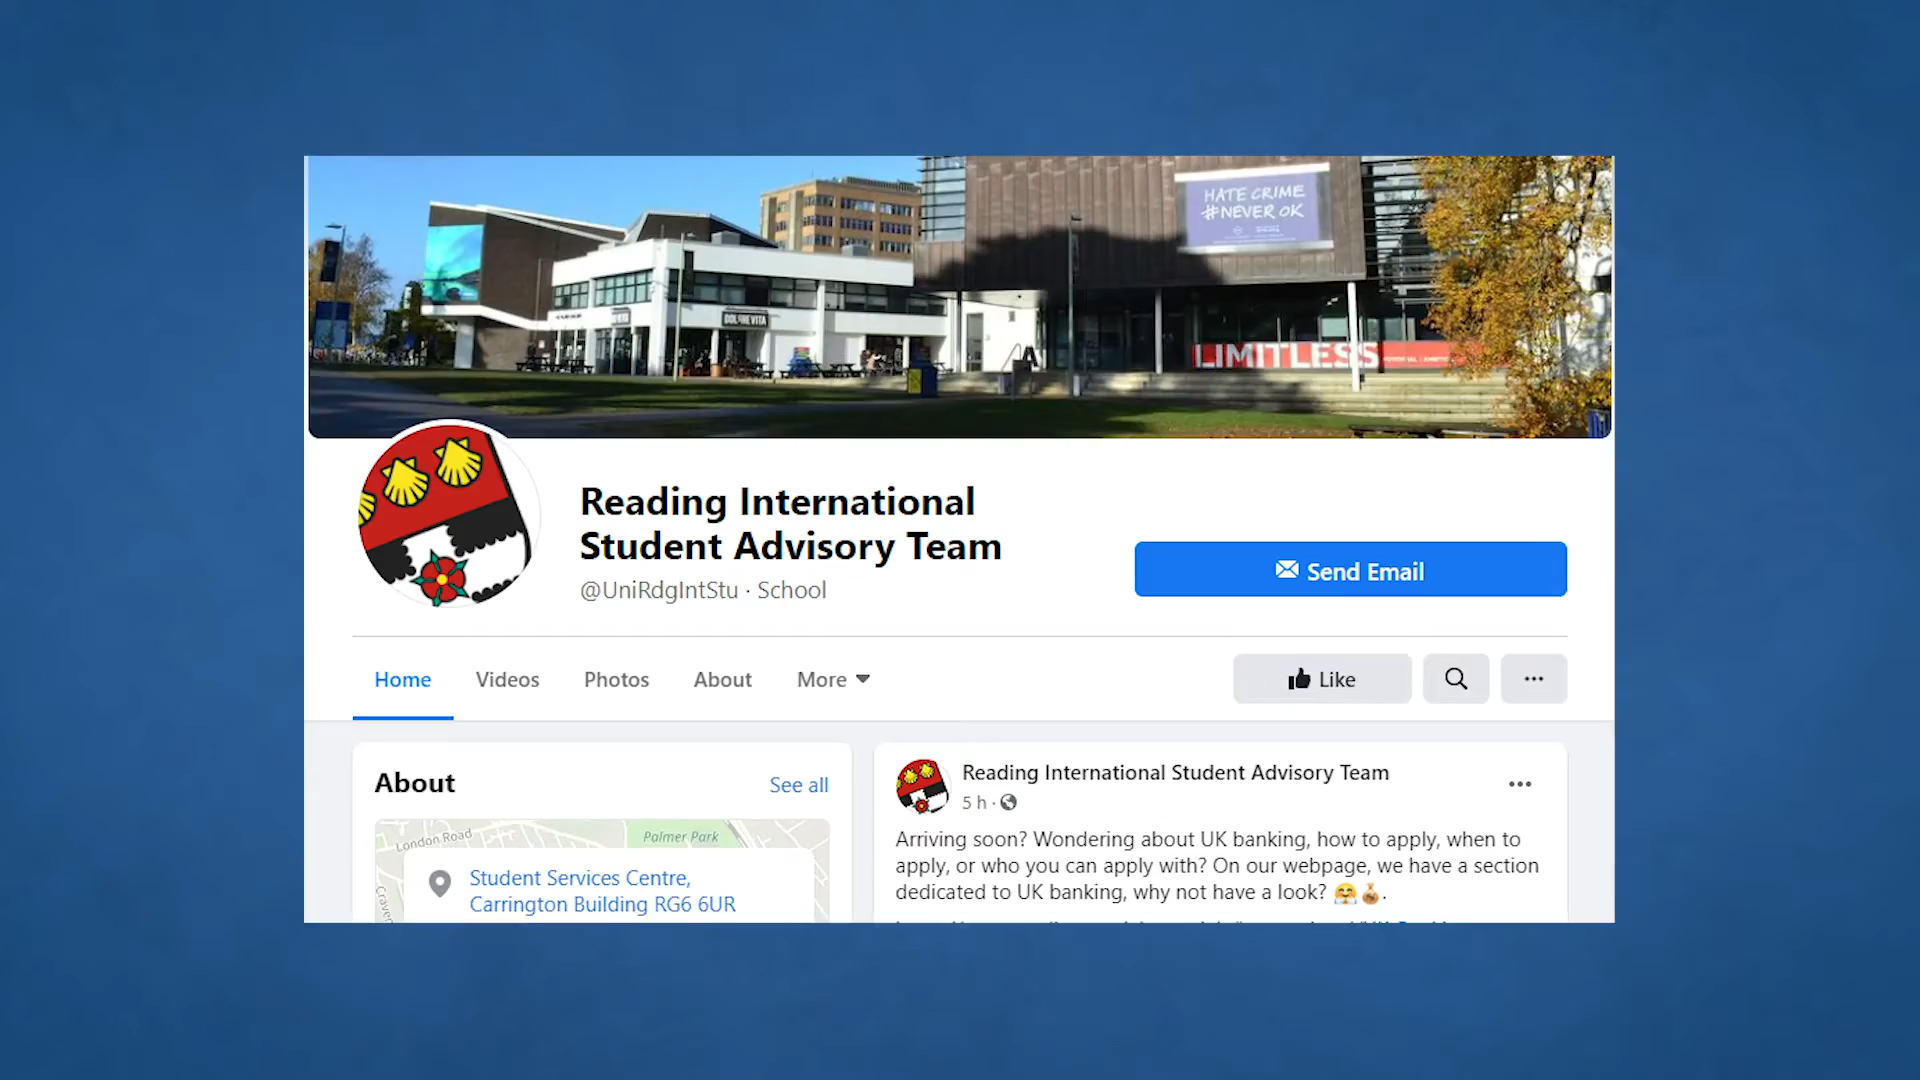 HATE CRIME
#NEVER OK
DOLCHE VITA
LIMITLESS
Reading International
Student Advisory Team
@UniRdgIntStu · School
Send Email
Home Videos Photos About More
Like
About See all
London Road
Palmer Park
Craven
Student Services Centre,
Carrington Building RG6 6UR
Reading International Student Advisory Team
5 h ·
Arriving soon? Wondering about UK banking, how to apply, when to
apply, or who you can apply with? On our webpage, we have a section
dedicated to UK banking, why not have a look? 🤗💰.